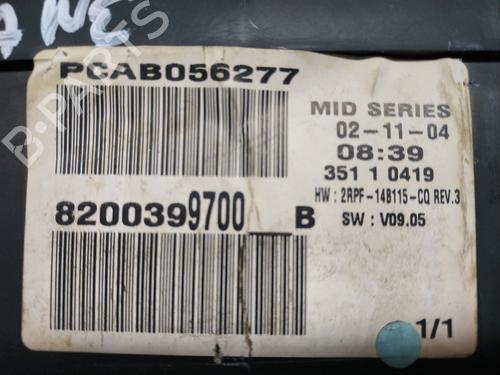 PCAB056277
MID SERIES
02-11-04
08:39
351 1 0419
HW : 2RPF-14B115-CQ REV.3
SW : V09.05
8200399700__B
1/1
B-PARTS